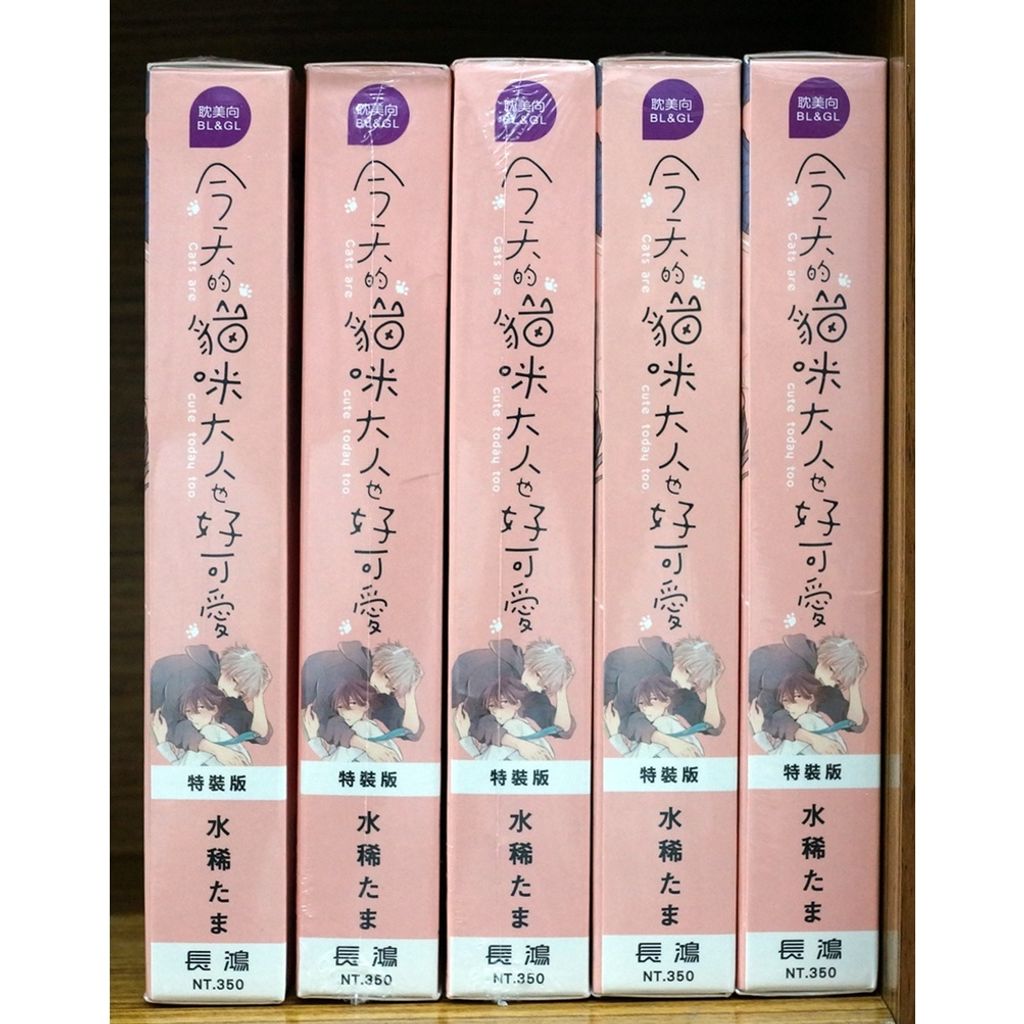 耽美向
BL&GL
今天的貓咪大人也好可愛
Cats are
cute today too
特裝版
水稀たま
長鴻
NT.350
耽美向
BL&GL
今天的貓咪大人也好可愛
Cats are
cute today too
特裝版
水稀たま
長鴻
NT.350
耽美向
BL&GL
今天的貓咪大人也好可愛
Cats are
cute today too
特裝版
水稀たま
長鴻
NT.350
耽美向
BL&GL
今天的貓咪大人也好可愛
Cats are
cute today too
特裝版
水稀たま
長鴻
NT.350
耽美向
BL&GL
今天的貓咪大人也好可愛
Cats are
cute today too
特裝版
水稀たま
長鴻
NT.350